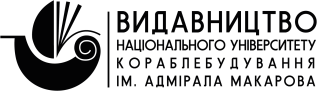 ВИДАВНИЦТВО
НАЦІОНАЛЬНОГО УНІВЕРСИТЕТУ
КОРАБЛЕБУДУВАННЯ
ІМ. АДМІРАЛА МАКАРОВА